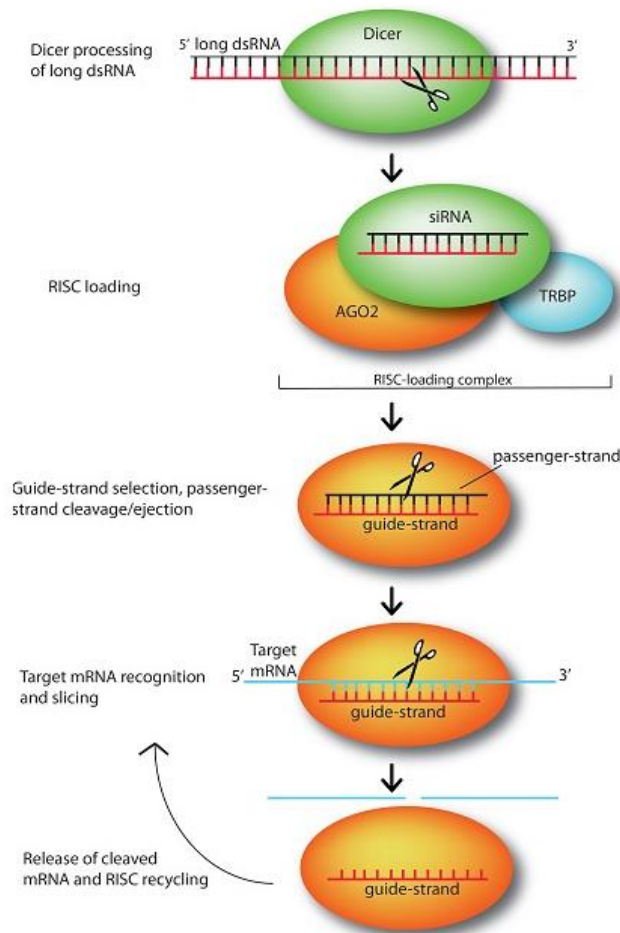 Dicer processing
of long dsRNA
5′ long dsRNA
Dicer
3′
RISC loading
siRNA
AGO2
TRBP
RISC-loading complex
Guide-strand selection, passenger-
strand cleavage/ejection
passenger-strand
guide-strand
Target mRNA recognition
and slicing
Target
mRNA
5′
3′
guide-strand
Release of cleaved
mRNA and RISC recycling
guide-strand